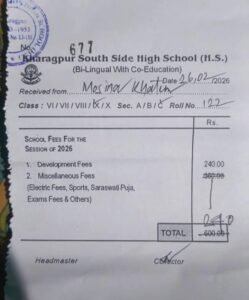 No. 677
Kharagpur South Side High School (H.S.)
(Bi-Lingual With Co-Education)
Date 26.02/2026
Received from Mosina Khatun
Class : VI / VII / VIII / IX / X Sec. A / B / C Roll No 122
Rs.
SCHOOL FEES FOR THE
SESSION OF 2026
1. Development Fees 240.00
2. Miscellaneous Fees 360.00
(Electric Fees, Sports, Saraswati Puja,
Exams Fees & Others)
240
TOTAL 600.00
Headmaster Collector